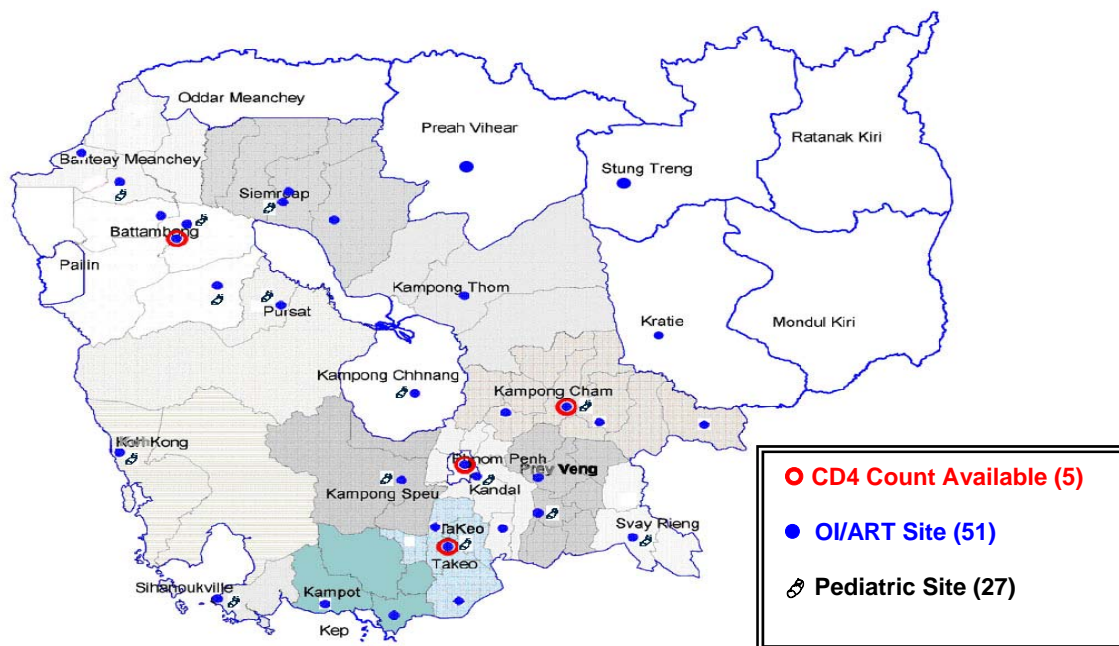 Oddar Meanchey
Preah Vihear
Ratanak Kiri
Banteay Meanchey
Stung Treng
Siemreap
Battambang
Pailin
Kampong Thom
Pursat
Kratie
Mondul Kiri
Kampong Chhnang
Kampong Cham
Koh Kong
Phnom Penh
Prey Veng
Kandal
Kampong Speu
Svay Rieng
TaKeo
Takeo
Sihanoukville
Kampot
Kep
CD4 Count Available (5)
OI/ART Site (51)
Pediatric Site (27)